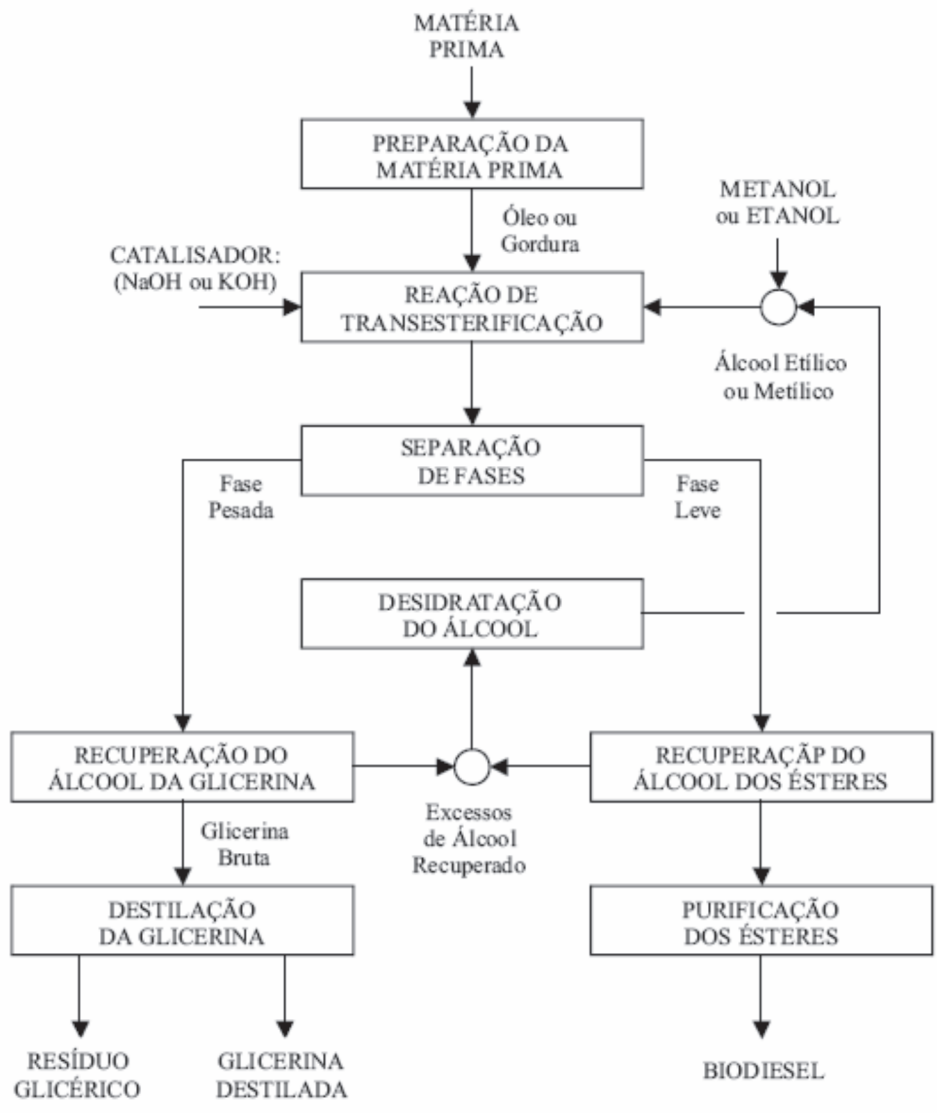 MATÉRIA
PRIMA
PREPARAÇÃO DA
MATÉRIA PRIMA
Óleo ou
Gordura
METANOL
ou ETANOL
CATALISADOR:
(NaOH ou KOH)
REAÇÃO DE
TRANSESTERIFICAÇÃO
Álcool Etílico
ou Metílico
SEPARAÇÃO
DE FASES
Fase
Pesada
Fase
Leve
DESIDRATAÇÃO
DO ÁLCOOL
RECUPERAÇÃO DO
ÁLCOOL DA GLICERINA
RECUPERAÇÃP DO
ÁLCOOL DOS ÉSTERES
Excessos
de Álcool
Recuperado
Glicerina
Bruta
DESTILAÇÃO
DA GLICERINA
PURIFICAÇÃO
DOS ÉSTERES
RESÍDUO
GLICÉRICO
GLICERINA
DESTILADA
BIODIESEL